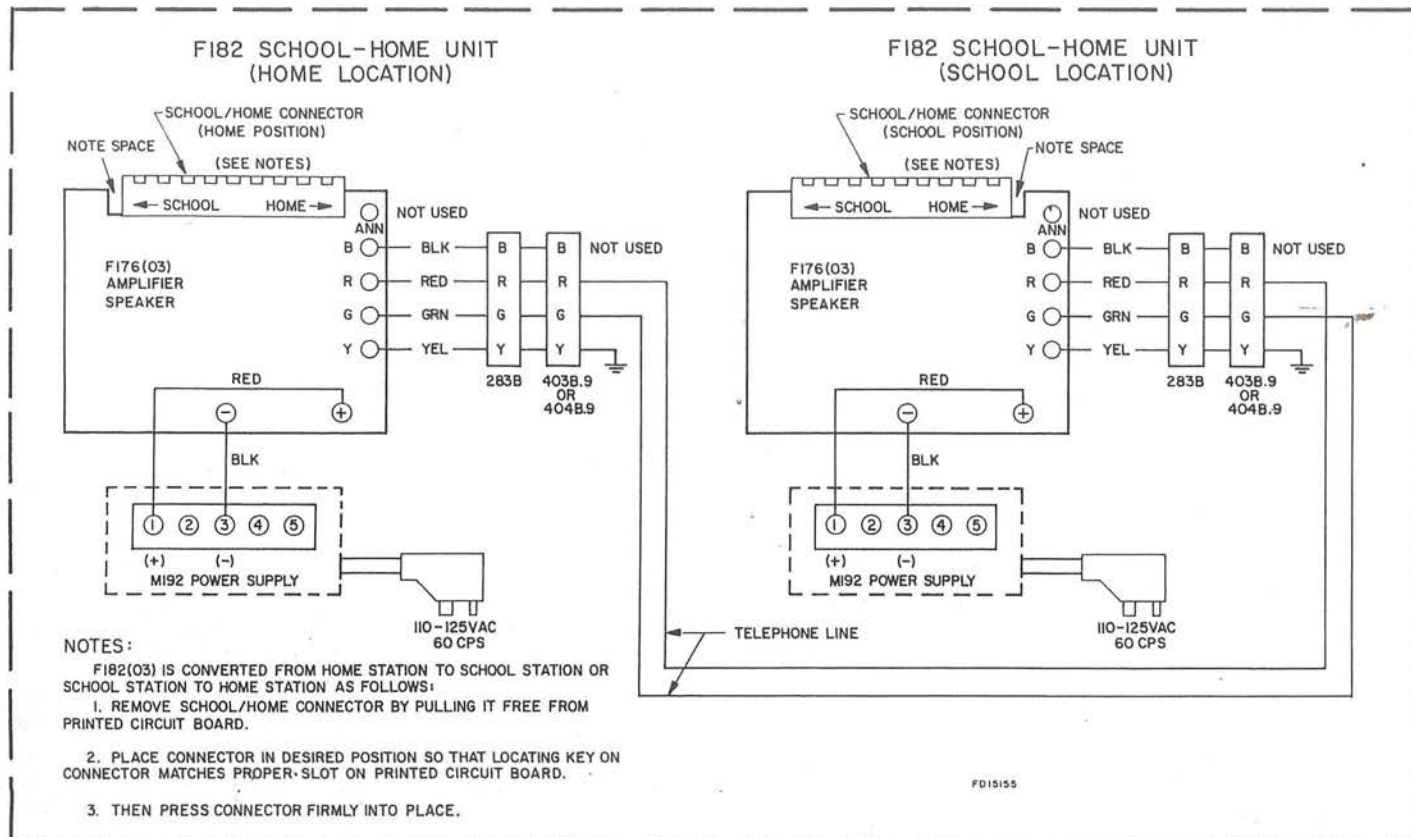 F182 SCHOOL-HOME UNIT
(HOME LOCATION)
SCHOOL/HOME CONNECTOR
(HOME POSITION)
NOTE SPACE
(SEE NOTES)
← SCHOOL HOME →
NOT USED
ANN
B BLK B B NOT USED
F176(03)
AMPLIFIER
SPEAKER
R RED R R
G GRN G G
Y YEL Y Y
283B 403B.9
OR
404B.9
RED
- +
BLK
1 2 3 4 5
(+) (-)
M192 POWER SUPPLY
110-125VAC
60 CPS
F182 SCHOOL-HOME UNIT
(SCHOOL LOCATION)
SCHOOL/HOME CONNECTOR
(SCHOOL POSITION)
NOTE SPACE
(SEE NOTES)
← SCHOOL HOME →
NOT USED
ANN
B BLK B B NOT USED
F176(03)
AMPLIFIER
SPEAKER
R RED R R
G GRN G G
Y YEL Y Y
283B 403B.9
OR
404B.9
RED
- +
BLK
1 2 3 4 5
(+) (-)
M192 POWER SUPPLY
110-125VAC
60 CPS
TELEPHONE LINE
NOTES:
F182(03) IS CONVERTED FROM HOME STATION TO SCHOOL STATION OR
SCHOOL STATION TO HOME STATION AS FOLLOWS:
1. REMOVE SCHOOL/HOME CONNECTOR BY PULLING IT FREE FROM
PRINTED CIRCUIT BOARD.
2. PLACE CONNECTOR IN DESIRED POSITION SO THAT LOCATING KEY ON
CONNECTOR MATCHES PROPER SLOT ON PRINTED CIRCUIT BOARD.
3. THEN PRESS CONNECTOR FIRMLY INTO PLACE.
FD15155